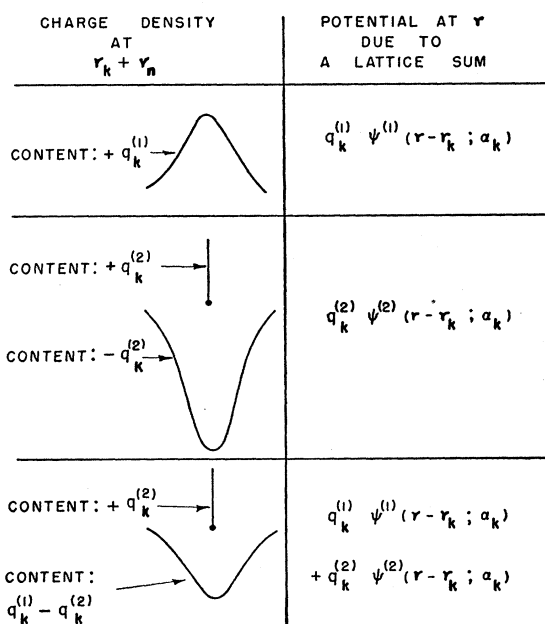 CHARGE DENSITY
AT
r_k + r_n
POTENTIAL AT r
DUE TO
A LATTICE SUM
CONTENT: + q_k^(1)
q_k^(1) ψ^(1) (r - r_k ; α_k)
CONTENT: + q_k^(2)
CONTENT: - q_k^(2)
q_k^(2) ψ^(2) (r - r_k ; α_k)
CONTENT: + q_k^(2)
CONTENT:
q_k^(1) - q_k^(2)
q_k^(1) ψ^(1) (r - r_k ; α_k)
+ q_k^(2) ψ^(2) (r - r_k ; α_k)